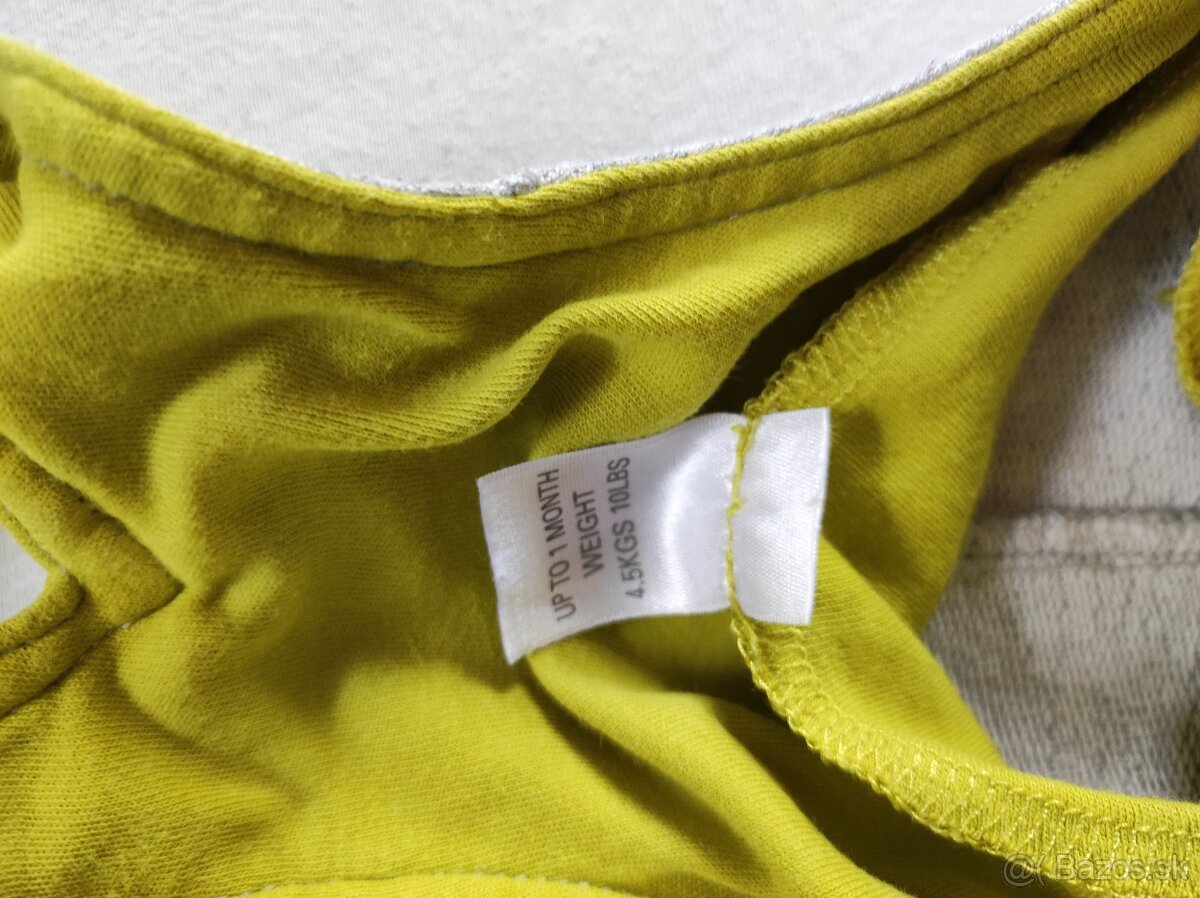 UP TO 1 MONTH
WEIGHT
4.5KGS 10LBS
@( Bazos.sk